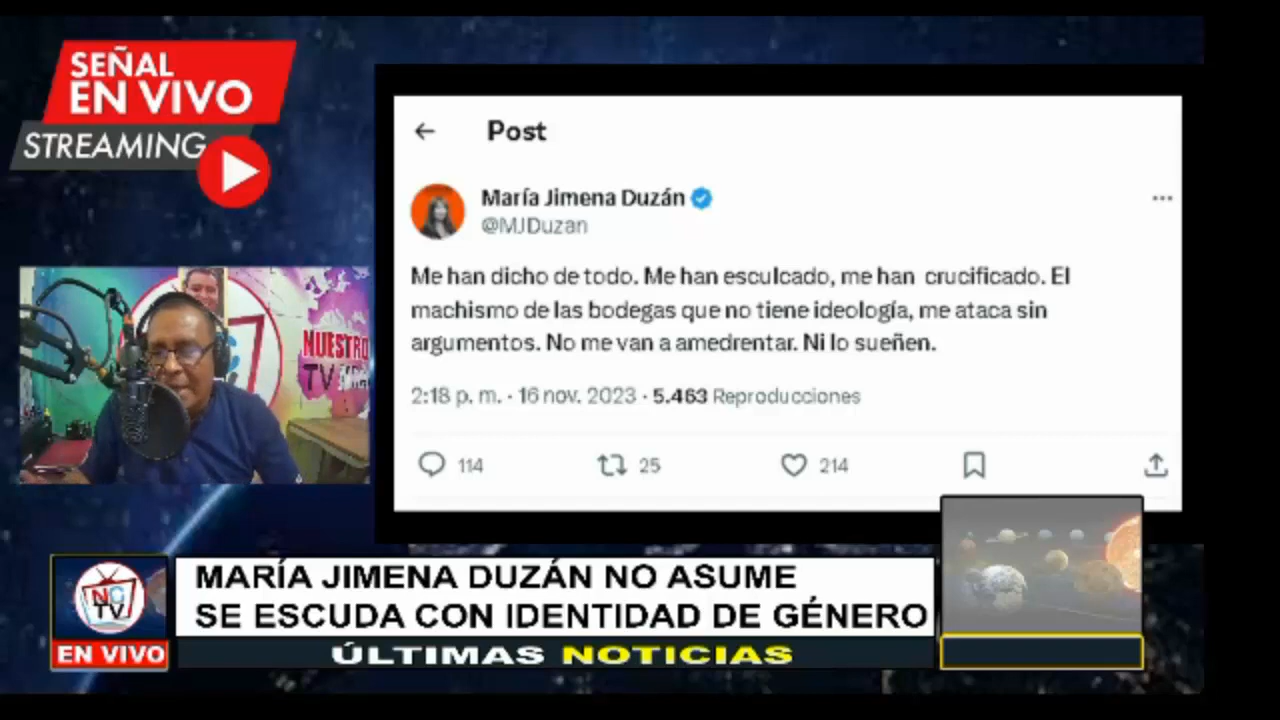 SEÑAL
EN VIVO
STREAMING
Post
María Jimena Duzán
@MJDuzan
Me han dicho de todo. Me han esculcado, me han crucificado. El
machismo de las bodegas que no tiene ideología, me ataca sin
argumentos. No me van a amedrentar. Ni lo sueñen.
2:18 p. m. · 16 nov. 2023 · 5.463 Reproducciones
114 25 214
NUESTRO
TV
NCTV
EN VIVO
MARÍA JIMENA DUZÁN NO ASUME
SE ESCUDA CON IDENTIDAD DE GÉNERO
ÚLTIMAS NOTICIAS